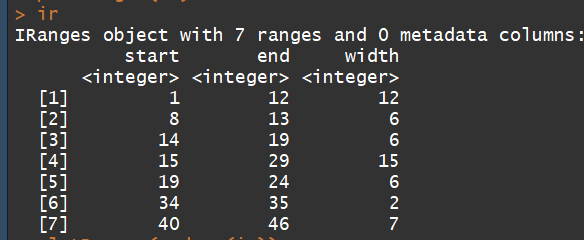 > ir
IRanges object with 7 ranges and 0 metadata columns:
          start       end     width
      <integer> <integer> <integer>
  [1]         1        12        12
  [2]         8        13         6
  [3]        14        19         6
  [4]        15        29        15
  [5]        19        24         6
  [6]        34        35         2
  [7]        40        46         7